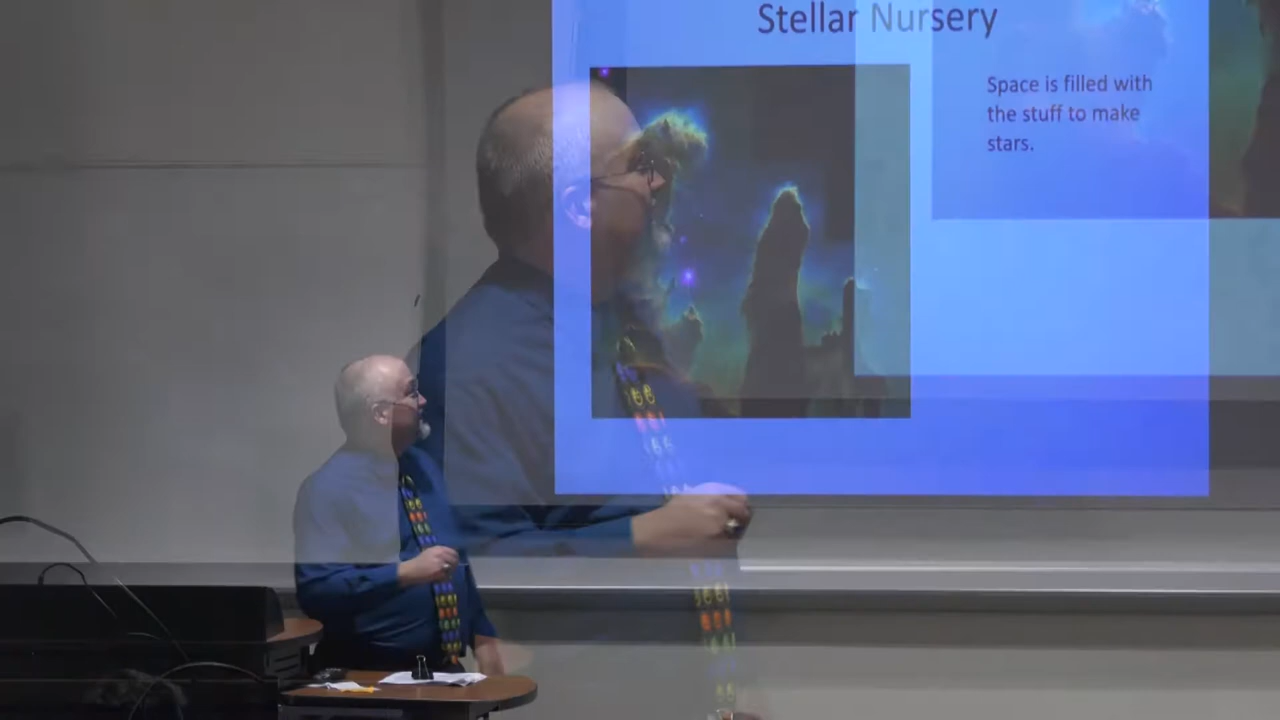 Stellar Nursery
Space is filled with
the stuff to make
stars.